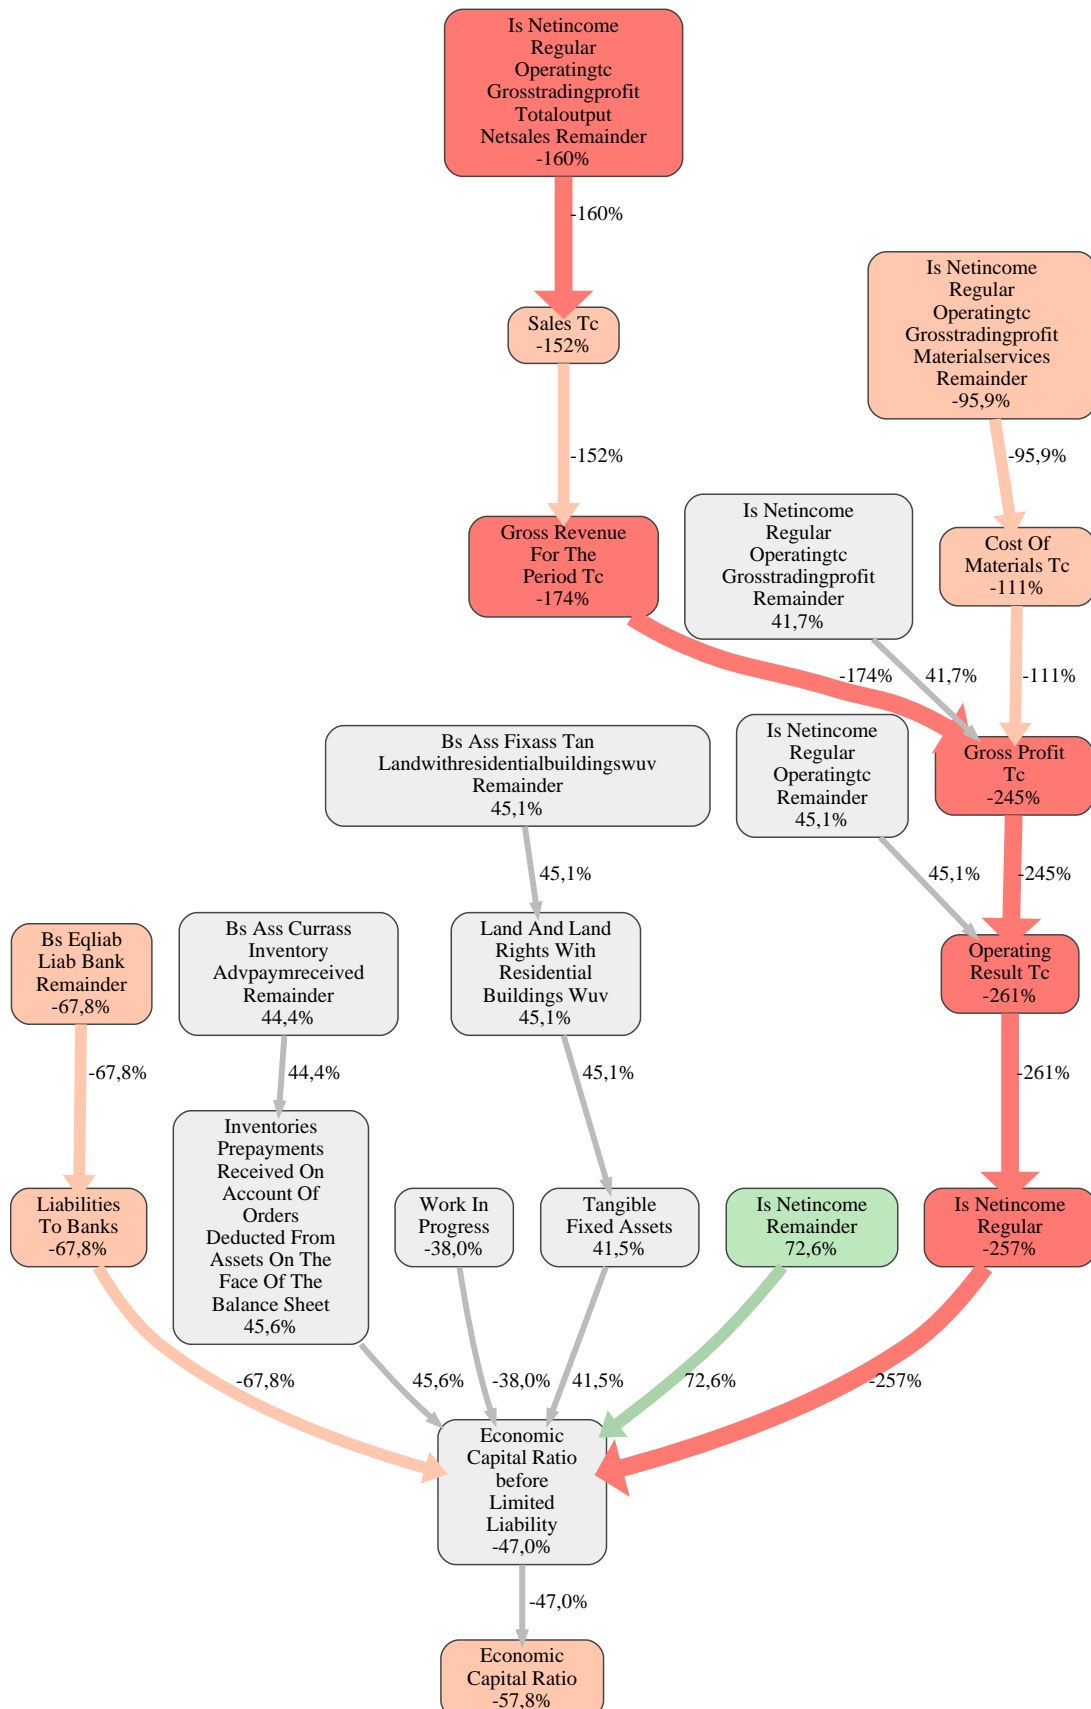 Is Netincome
Regular
Operatingtc
Grosstradingprofit
Totaloutput
Netsales Remainder
-160%
-160%
Is Netincome
Regular
Operatingtc
Grosstradingprofit
Materialservices
Remainder
-95,9%
Sales Tc
-152%
-152%
-95,9%
Is Netincome
Regular
Operatingtc
Grosstradingprofit
Remainder
41,7%
Gross Revenue
For The
Period Tc
-174%
Cost Of
Materials Tc
-111%
-174%
41,7%
-111%
Bs Ass Fixass Tan
Landwithresidentialbuildingswuv
Remainder
45,1%
Is Netincome
Regular
Operatingtc
Remainder
45,1%
Gross Profit
Tc
-245%
45,1%
45,1%
-245%
Bs Eqliab
Liab Bank
Remainder
-67,8%
Bs Ass Currass
Inventory
Advpaymreceived
Remainder
44,4%
Land And Land
Rights With
Residential
Buildings Wuv
45,1%
Operating
Result Tc
-261%
-67,8%
44,4%
45,1%
-261%
Liabilities
To Banks
-67,8%
Inventories
Prepayments
Received On
Account Of
Orders
Deducted From
Assets On The
Face Of The
Balance Sheet
45,6%
Work In
Progress
-38,0%
Tangible
Fixed Assets
41,5%
Is Netincome
Remainder
72,6%
Is Netincome
Regular
-257%
-67,8%
45,6%
-38,0%
41,5%
72,6%
-257%
Economic
Capital Ratio
before
Limited
Liability
-47,0%
-47,0%
Economic
Capital Ratio
-57,8%